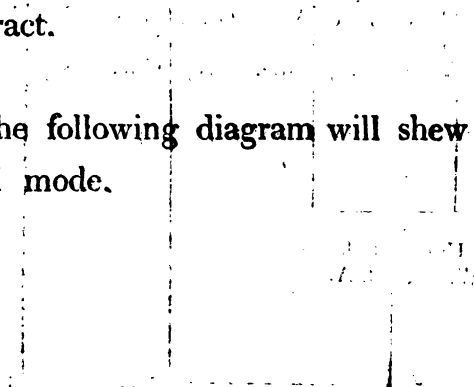 ract.
he following diagram will shew
mode.